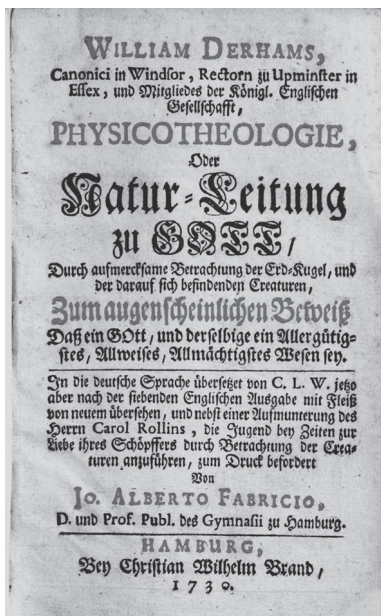 WILLIAM DERHAMS,
Canonici in Windsor, Rectorn zu Upminster in
Essex, und Mitgliedes der Königl. Englischen
Gesellschafft,
PHYSICOTHEOLOGIE,
Oder
Natur-Leitung
zu GOTT,
Durch aufmercksame Betrachtung der Erd-Kugel, und
der darauf sich befindenden Creaturen,
Zum augenscheinlichen Beweiß
Daß ein GOtt, und derselbige ein Allergütig-
stes, Allweises, Allmächtigstes Wesen sey.
In die deutsche Sprache übersetzet von C. L. W. jetzo
aber nach der siebenden Englischen Ausgabe mit Fleiß
von neuem übersehen, und nebst einer Aufmunterung des
Herrn Carol Rollins, die Jugend bey Zeiten zur
Liebe ihres Schöpffers durch Betrachtung der Crea-
turen anzuführen, zum Druck befordert
Von
JO. ALBERTO FABRICIO,
D. und Prof. Publ. des Gymnasii zu Hamburg.
HAMBURG,
Bey Christian Wilhelm Brand,
1730.